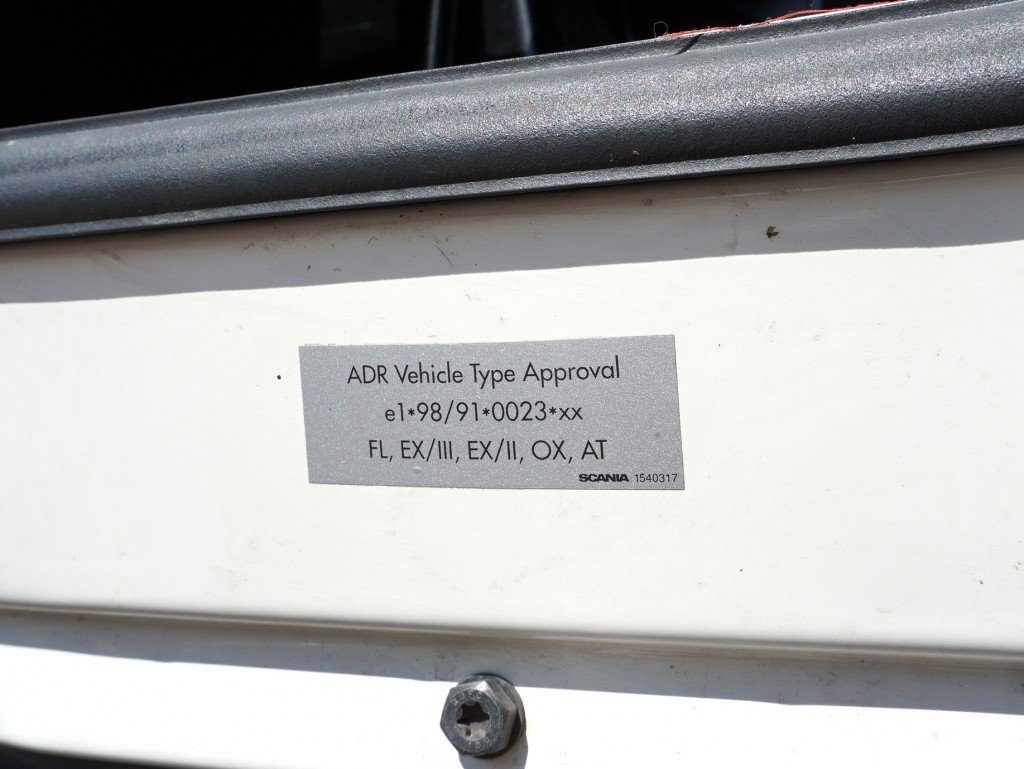 ADR Vehicle Type Approval
e1*98/91*0023*xx
FL, EX/III, EX/II, OX, AT
SCANIA 1540317